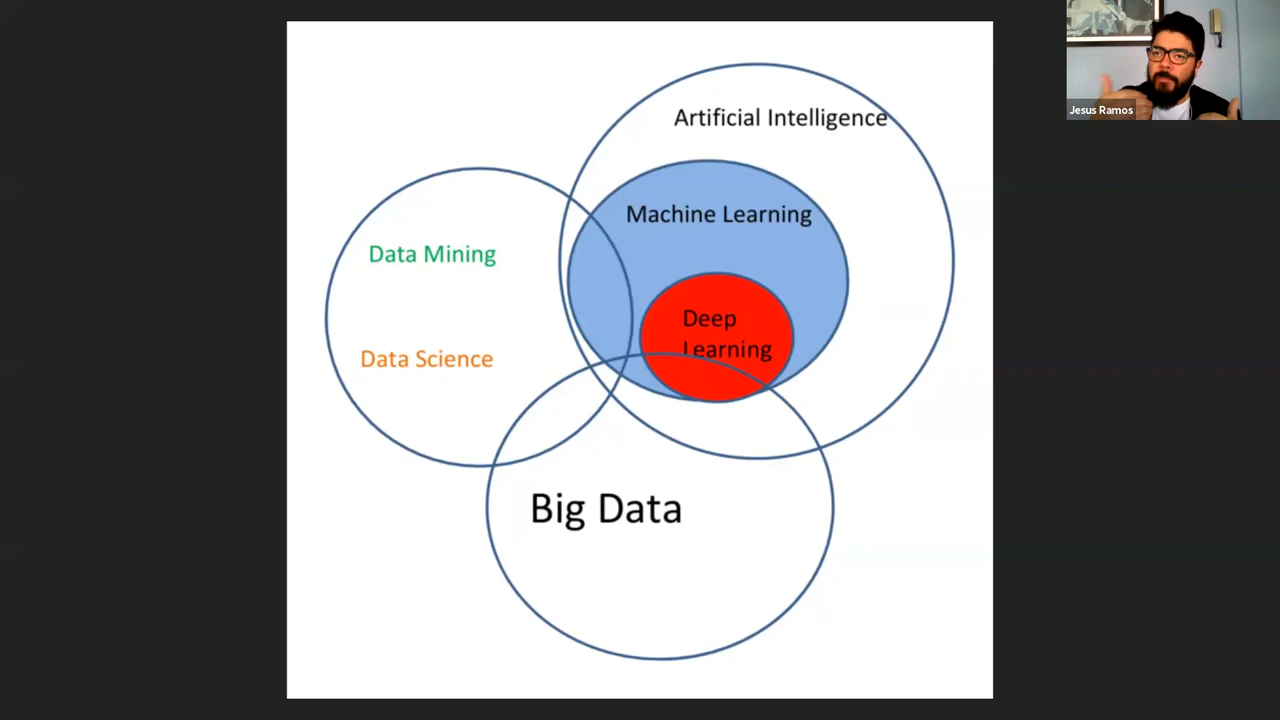 Artificial Intelligence
Machine Learning
Data Mining
Deep
Learning
Data Science
Big Data
Jesus Ramos